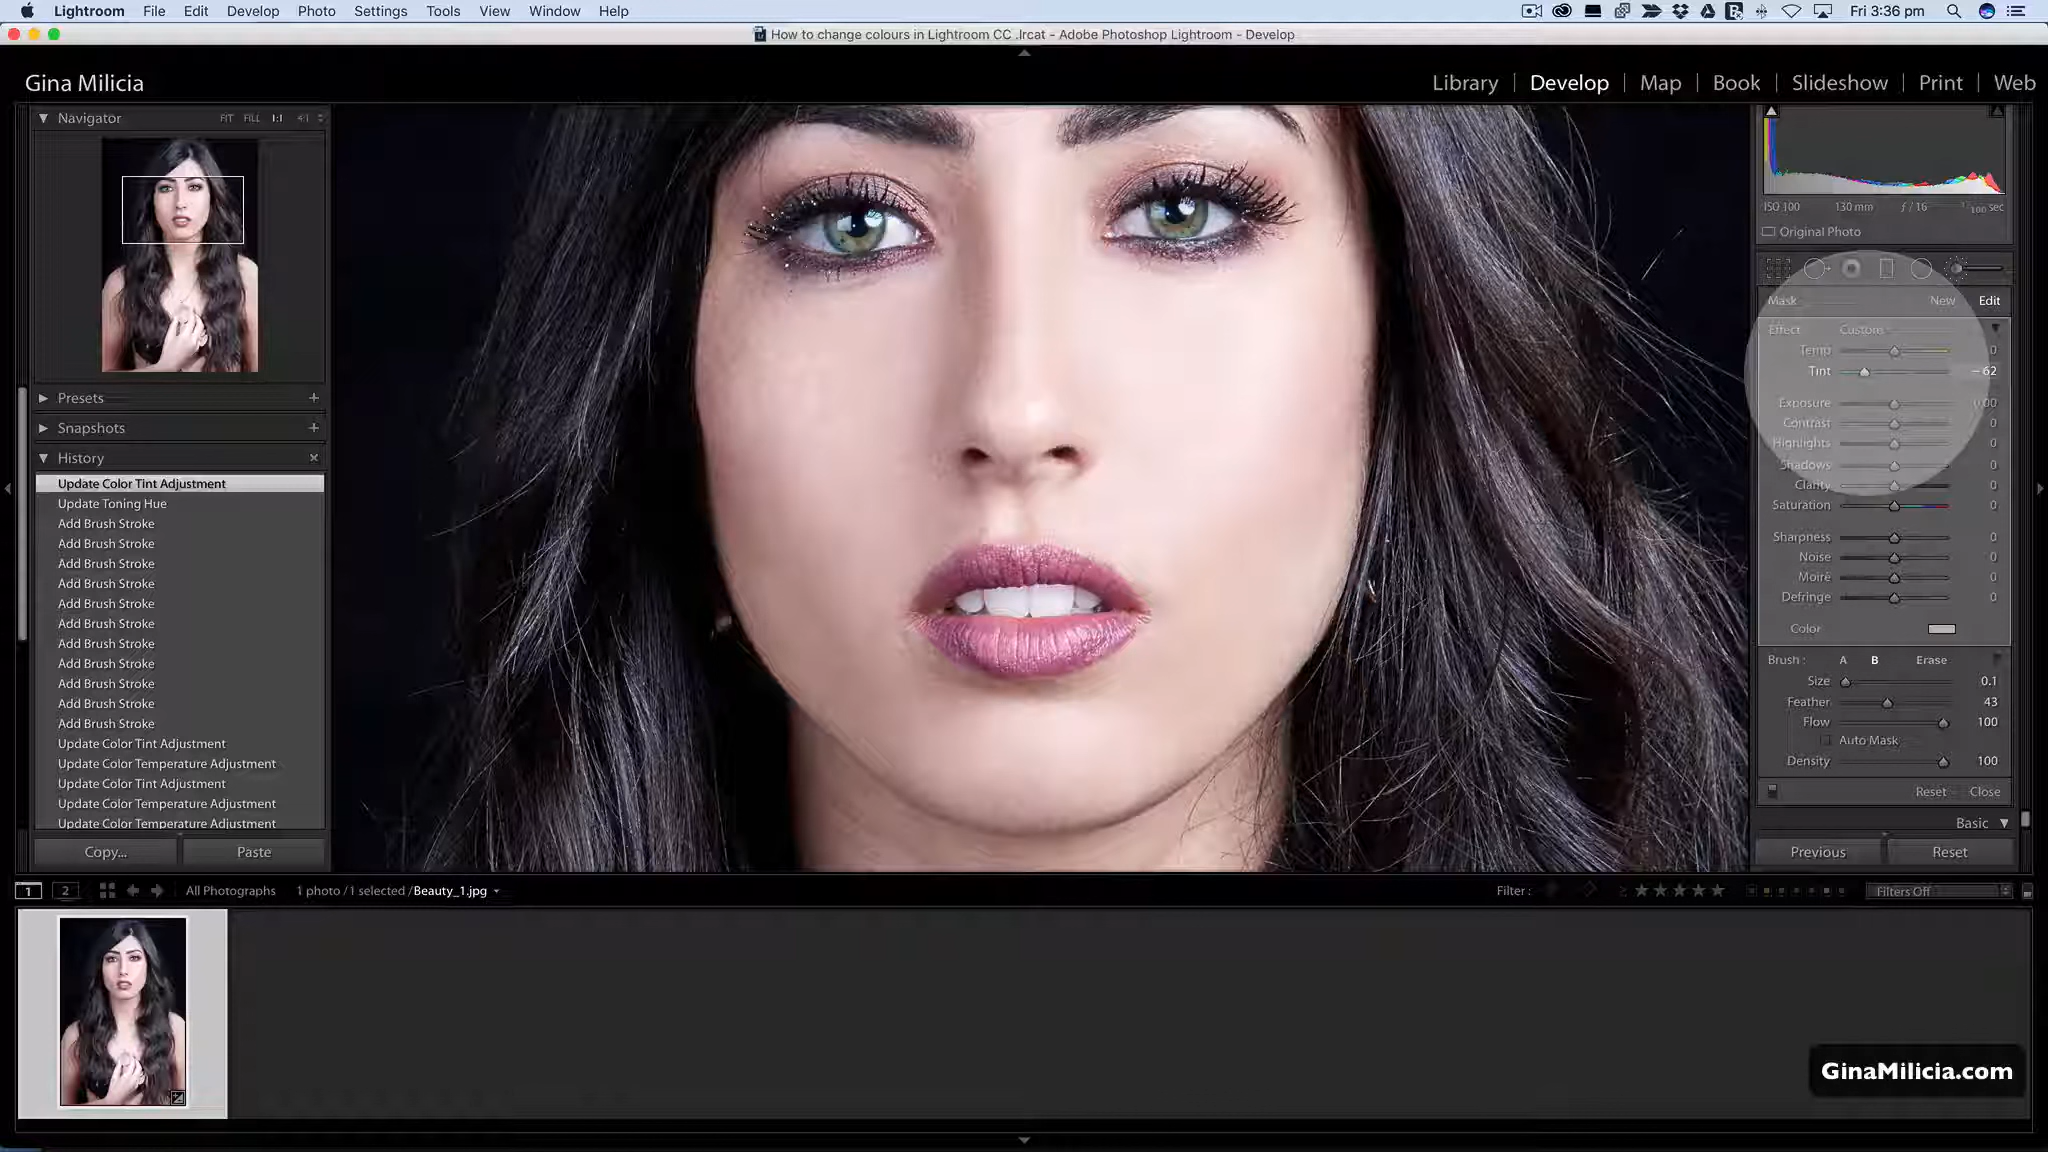 Lightroom File Edit Develop Photo Settings Tools View Window Help Fri 3:36 pm
How to change colours in Lightroom CC .lrcat - Adobe Photoshop Lightroom - Develop
Gina Milicia
Library | Develop | Map | Book | Slideshow | Print | Web
Navigator FIT FILL 1:1 4:1
Presets +
Snapshots +
History ×
Update Color Tint Adjustment
Update Toning Hue
Add Brush Stroke
Add Brush Stroke
Add Brush Stroke
Add Brush Stroke
Add Brush Stroke
Add Brush Stroke
Add Brush Stroke
Add Brush Stroke
Add Brush Stroke
Add Brush Stroke
Add Brush Stroke
Update Color Tint Adjustment
Update Color Temperature Adjustment
Update Color Tint Adjustment
Update Color Temperature Adjustment
Update Color Temperature Adjustment
Copy... Paste
ISO 100 130 mm f / 16 1/100 sec
Original Photo
Mask New Edit
Effect Custom
Temp 0
Tint – 62
Exposure 0.00
Contrast 0
Highlights 0
Shadows 0
Clarity 0
Saturation 0
Sharpness 0
Noise 0
Moiré 0
Defringe 0
Color
Brush : A B Erase
Size 0.1
Feather 43
Flow 100
Auto Mask
Density 100
Reset Close
Basic
Previous Reset
1 2 All Photographs 1 photo / 1 selected / Beauty_1.jpg Filter : ≥ ★★★★★ Filters Off
GinaMilicia.com